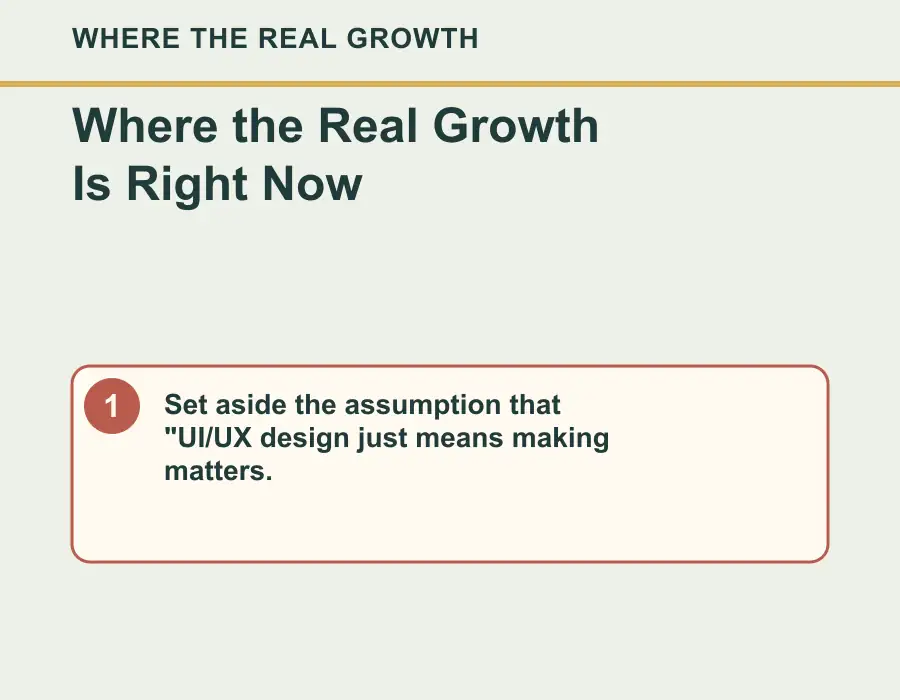 WHERE THE REAL GROWTH
Where the Real Growth
Is Right Now
1
Set aside the assumption that
"UI/UX design just means making
matters.